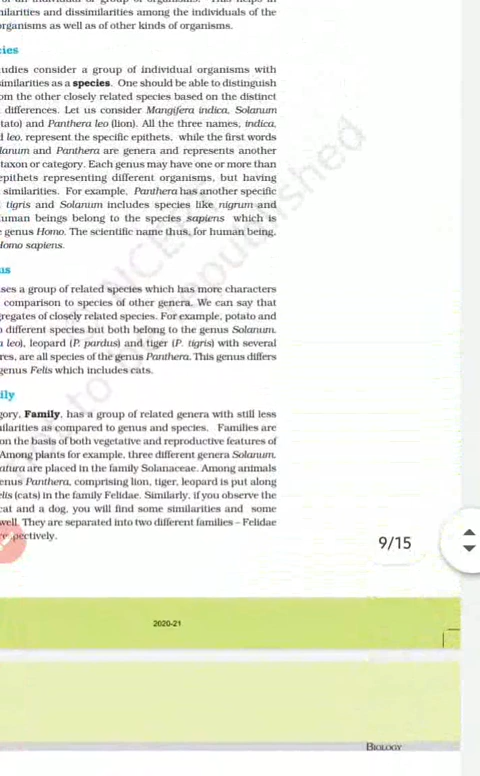 milarities and dissimilarities among the individuals of the
organisms as well as of other kinds of organisms.
cies
tudies consider a group of individual organisms with
similarities as a species. One should be able to distinguish
om the other closely related species based on the distinct
differences. Let us consider Mangifera indica, Solanum
tato) and Panthera leo (lion). All the three names, indica,
d leo, represent the specific epithets, while the first words
lanum and Panthera are genera and represents another
taxon or category. Each genus may have one or more than
epithets representing different organisms, but having
similarities. For example, Panthera has another specific
tigris and Solanum includes species like nigrum and
uman beings belong to the species sapiens which is
e genus Homo. The scientific name thus, for human being,
Homo sapiens.
us
ises a group of related species which has more characters
comparison to species of other genera. We can say that
gregates of closely related species. For example, potato and
o different species but both belong to the genus Solanum.
a leo), leopard (P. pardus) and tiger (P. tigris) with several
res, are all species of the genus Panthera. This genus differs
genus Felis which includes cats.
ily
gory, Family, has a group of related genera with still less
ilarities as compared to genus and species. Families are
on the basis of both vegetative and reproductive features of
Among plants for example, three different genera Solanum,
atura are placed in the family Solanaceae. Among animals
enus Panthera, comprising lion, tiger, leopard is put along
elis (cats) in the family Felidae. Similarly, if you observe the
cat and a dog, you will find some similarities and some
well. They are separated into two different families – Felidae
pectively.
9/15
2020-21
BIOLOGY